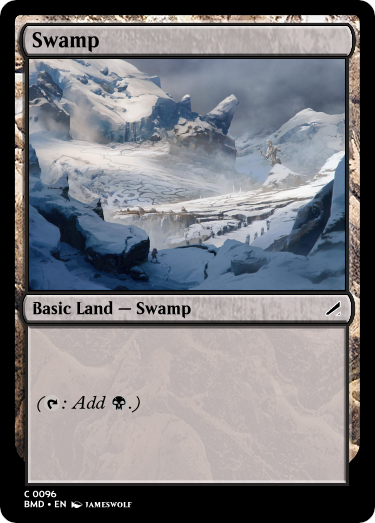 Swamp
Basic Land — Swamp
(: Add .)
C 0096
BMD • EN JAMESWOLF